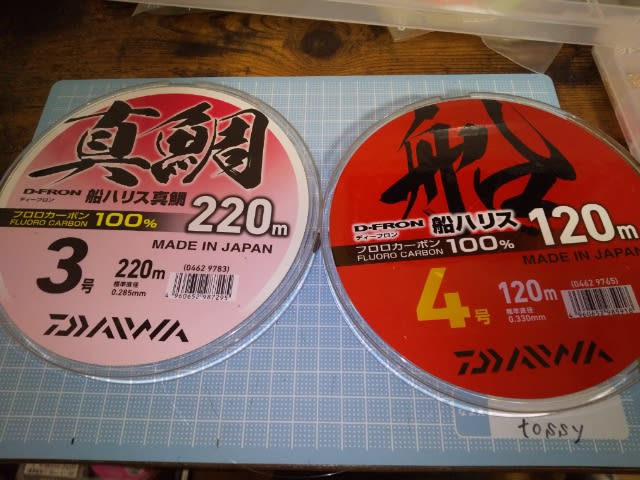 真鯛
D-FRON 船ハリス真鯛
ディーフロン
フロロカーボン 100%
FLUORO CARBON
220m
MADE IN JAPAN
3号
220m
標準直径
0.285mm
(0462 9783)
4 960652 987295
DAIWA
船
D-FRON 船ハリス
ディーフロン
フロロカーボン 100%
FLUORO CARBON
120m
MADE IN JAPAN
4号
120m
標準直径
0.330mm
(0462 9765)
DAIWA
tossy